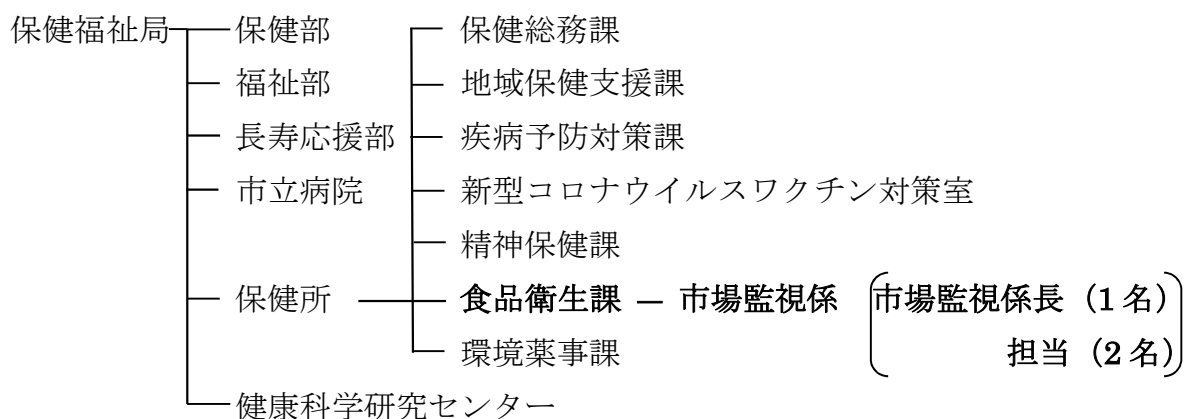 保健福祉局 保健部 保健総務課
福祉部 地域保健支援課
長寿応援部 疾病予防対策課
市立病院 新型コロナウイルスワクチン対策室
精神保健課
保健所 食品衛生課 ― 市場監視係 (市場監視係長(1名)
担当(2名))
環境薬事課
健康科学研究センター